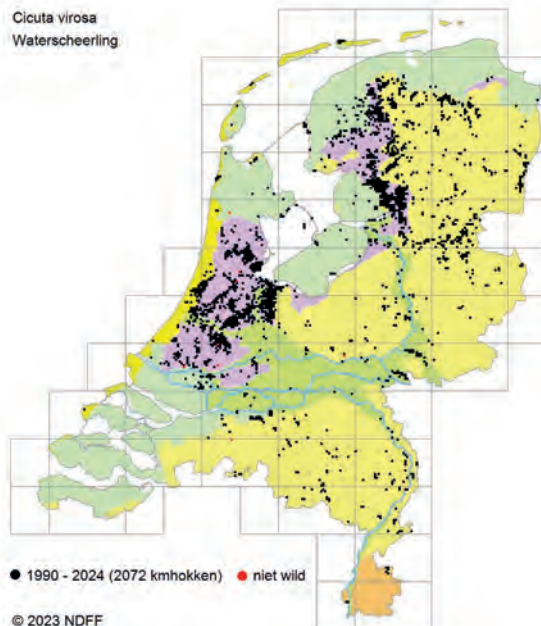 Cicuta virosa
Waterscheerling
● 1990 - 2024 (2072 kmhokken) ● niet wild
© 2023 NDFF